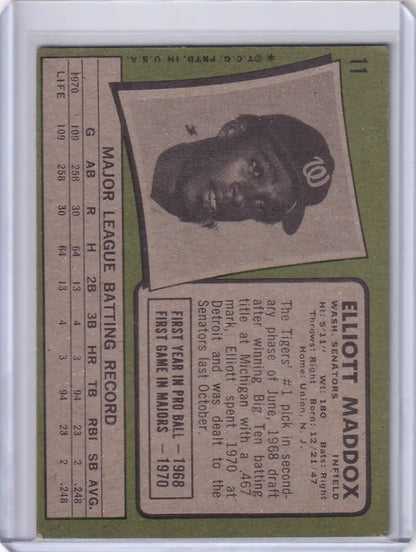 11
*©T.C.G. PRTD. IN U.S.A.
W
ELLIOTT MADDOX
WASH. SENATORS INFIELD
Ht: 5'11" Wt: 180 Bats: Right
Throws: Right Born: 12/21/47
Home: Union, N. J.
The Tigers' #1 pick in second-
ary phase of June, 1968 draft
after winning Big Ten batting
title at Michigan with a .467
mark, Elliott spent 1970 at
Detroit and was dealt to the
Senators last October.
FIRST YEAR IN PRO BALL — 1968
FIRST GAME IN MAJORS — 1970
MAJOR LEAGUE BATTING RECORD
G AB R H 2B 3B HR TB RBI SB AVG.
1970 109 258 30 64 13 4 3 94 23 2 .248
LIFE 109 258 30 64 13 4 3 94 23 2 .248